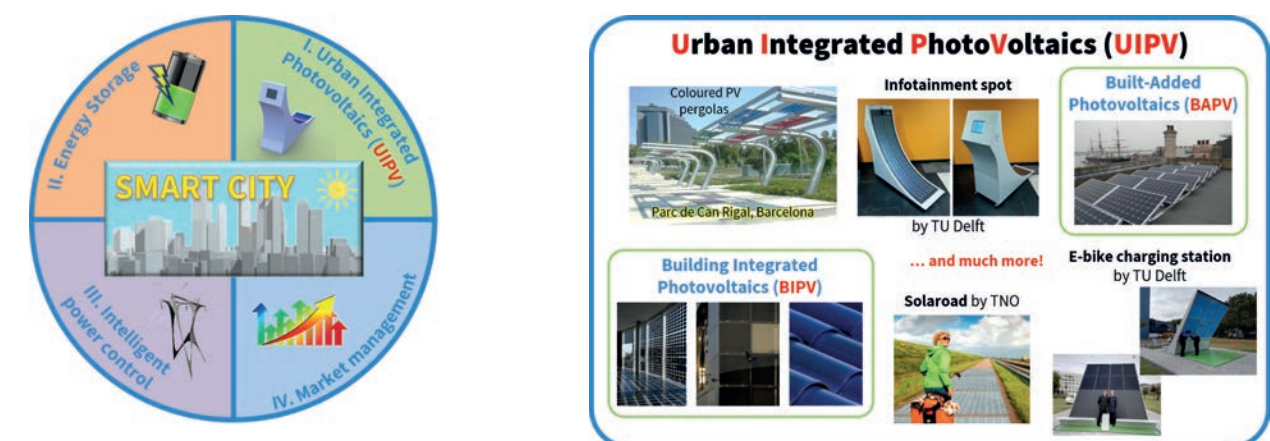 I. Urban Integrated
Photovoltaics (UIPV)
II. Energy Storage
SMART CITY
III. Intelligent
power control
IV. Market management
Urban Integrated PhotoVoltaics (UIPV)
Coloured PV
pergolas
Parc de Can Rigal, Barcelona
Infotainment spot
by TU Delft
Built-Added
Photovoltaics (BAPV)
Building Integrated
Photovoltaics (BIPV)
... and much more!
Solaroad by TNO
E-bike charging station
by TU Delft